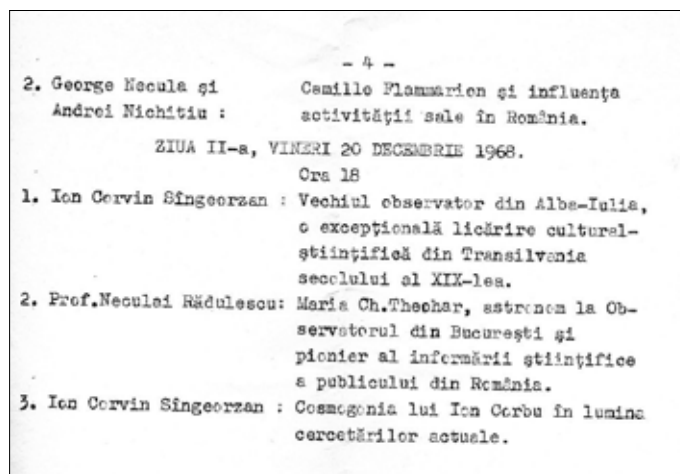 - 4 -
2. George Necula şi Camille Flammarion şi influenţa
Andrei Nichitiu : activităţii sale în România.
ZIUA II-a, VINERI 20 DECEMBRIE 1968.
Ora 18
1. Ion Corvin Sîngeorzan : Vechiul observator din Alba-Iulia,
o excepţională licărire cultural-
ştiinţifică din Transilvania
secolului al XIX-lea.
2. Prof.Neculai Rădulescu: Maria Ch.Theohar, astronom la Ob-
servatorul din Bucureşti şi
pionier al informării ştiinţifice
a publicului din România.
3. Ion Corvin Sîngeorzan : Cosmogonia lui Ion Corbu în lumina
cercetărilor actuale.